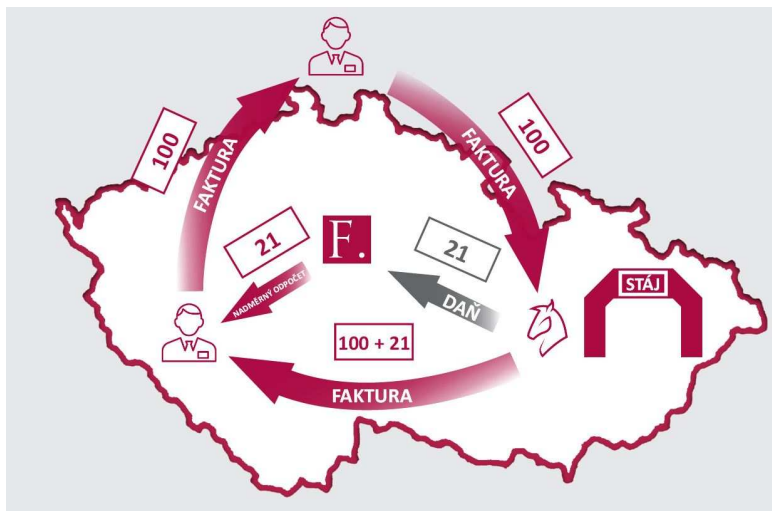 100
FAKTURA
FAKTURA
100
21
F.
21
NADMĚRNÝ ODPOČET
DAŇ
STÁJ
100 + 21
FAKTURA